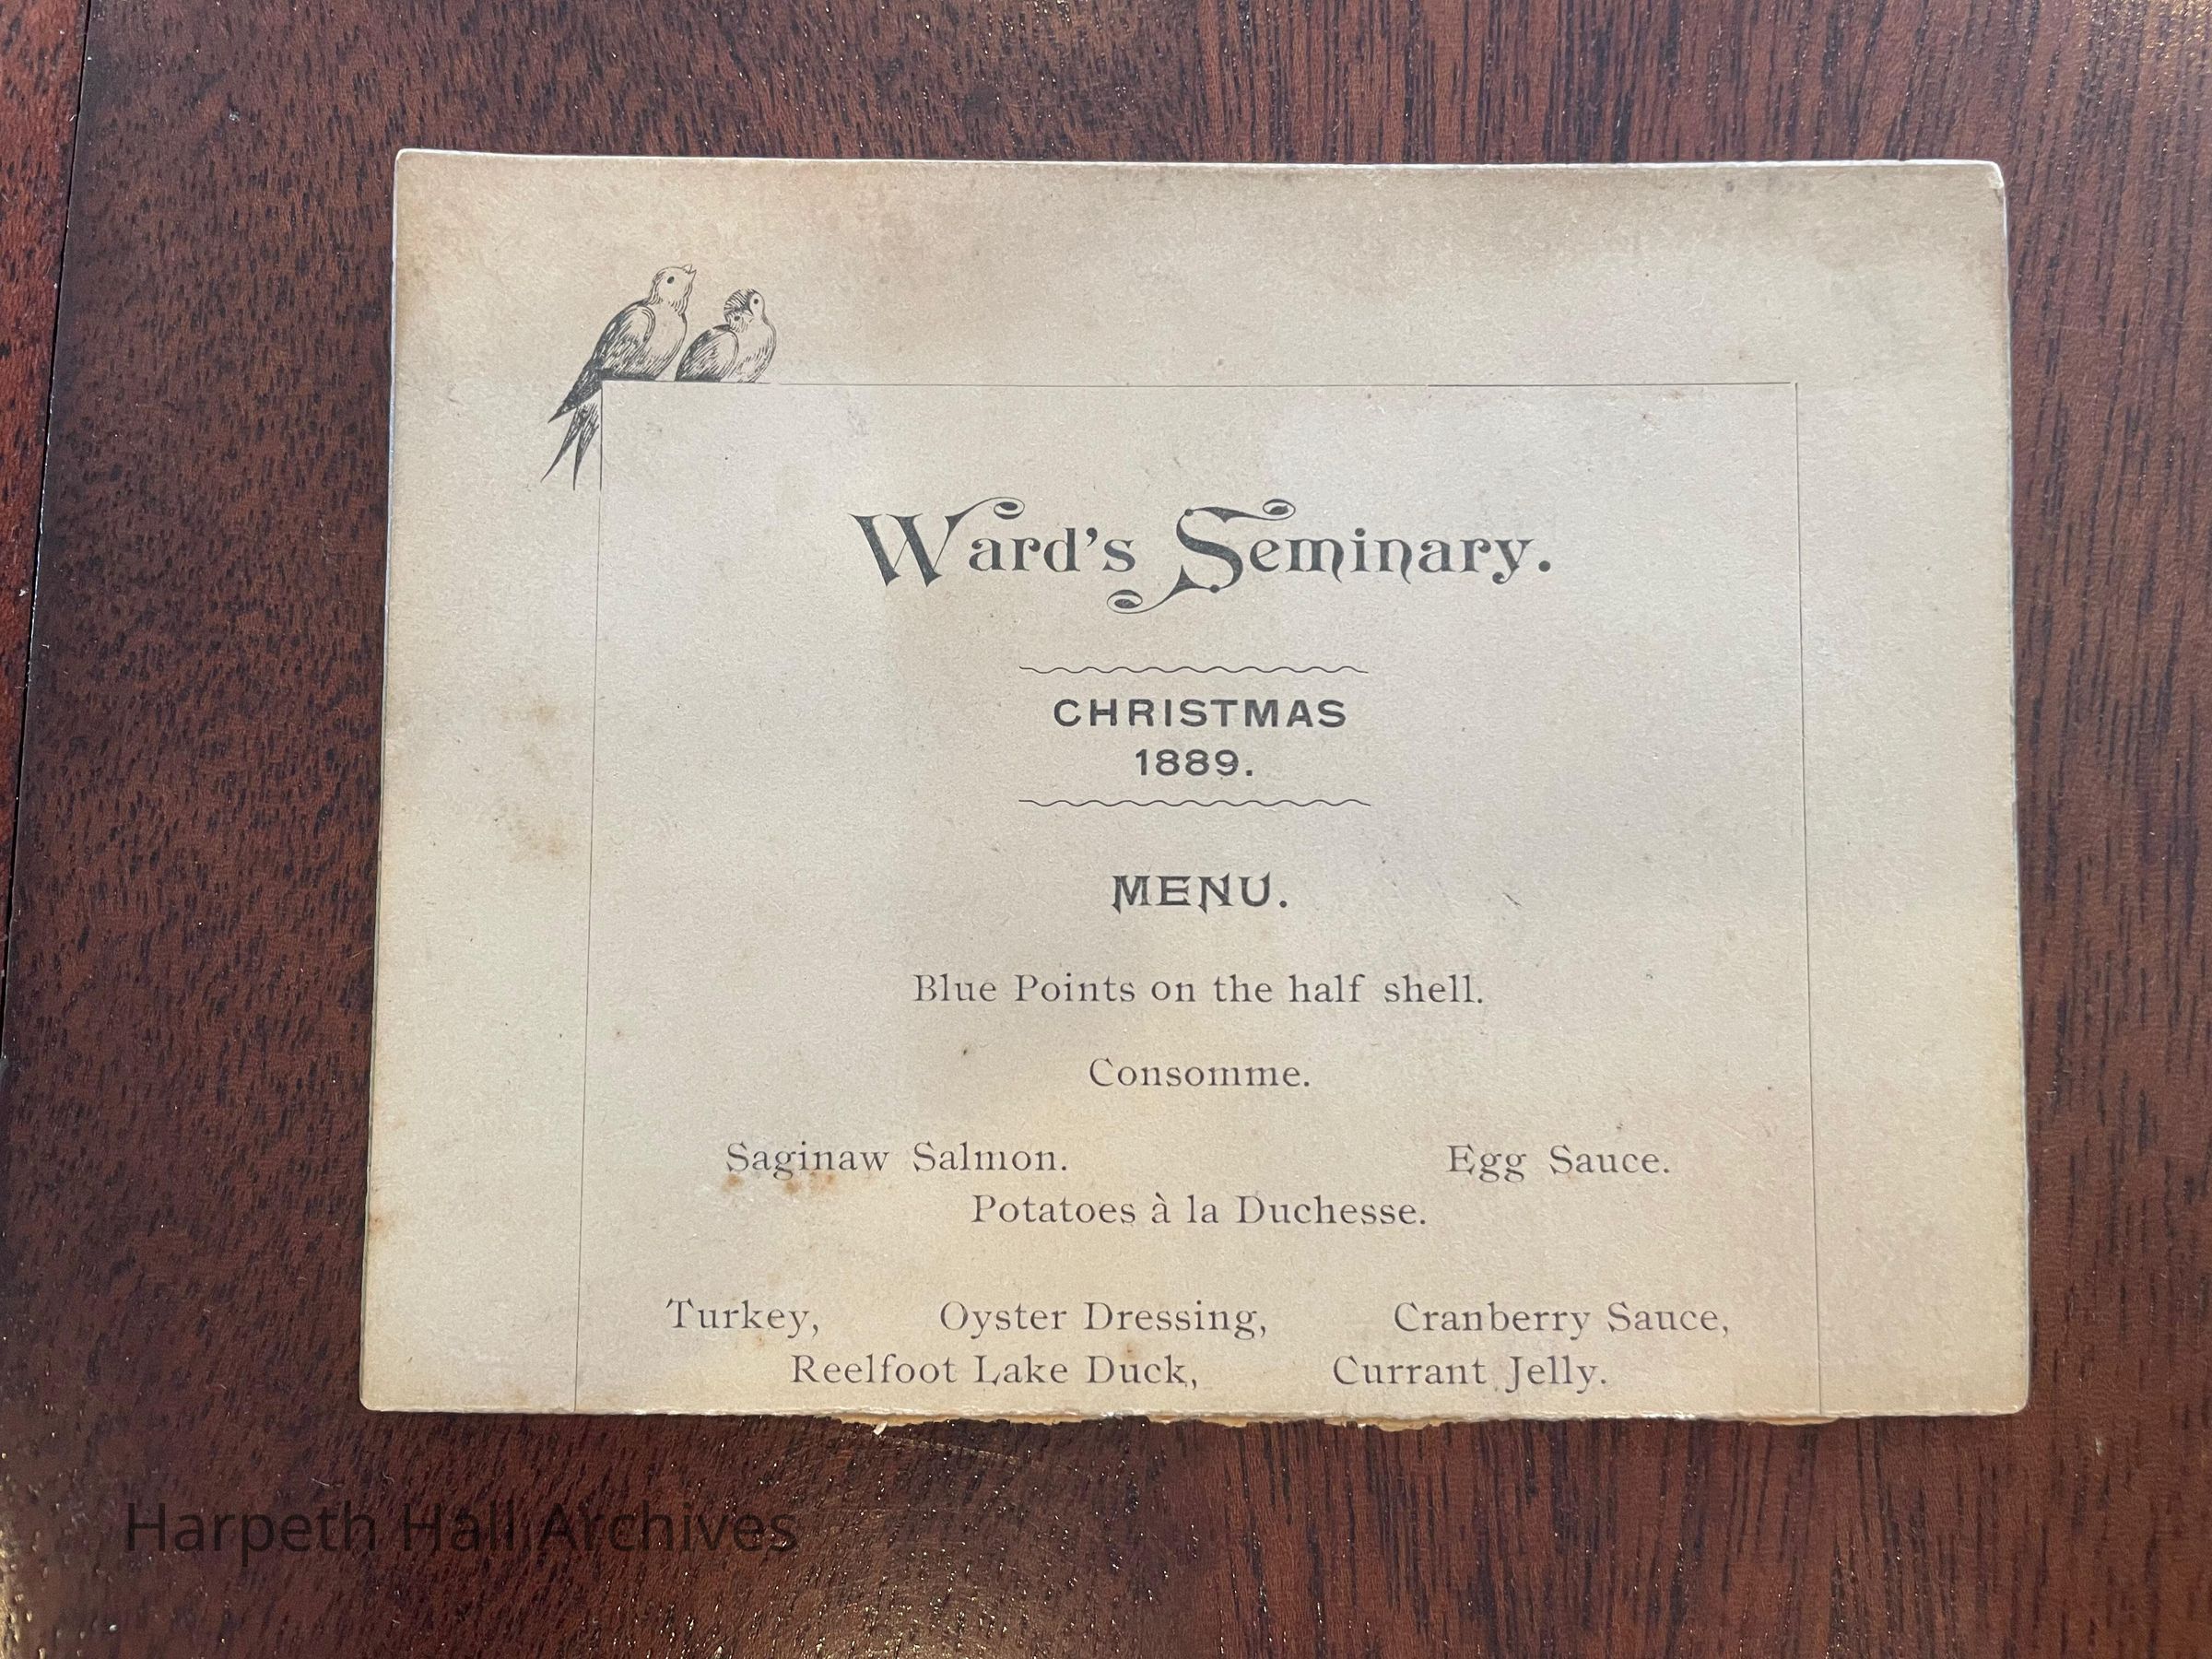 Ward's Seminary.
CHRISTMAS
1889.
MENU.
Blue Points on the half shell.
Consomme.
Saginaw Salmon. Egg Sauce.
Potatoes à la Duchesse.
Turkey, Oyster Dressing, Cranberry Sauce,
Reelfoot Lake Duck, Currant Jelly.
Harpeth Hall Archives